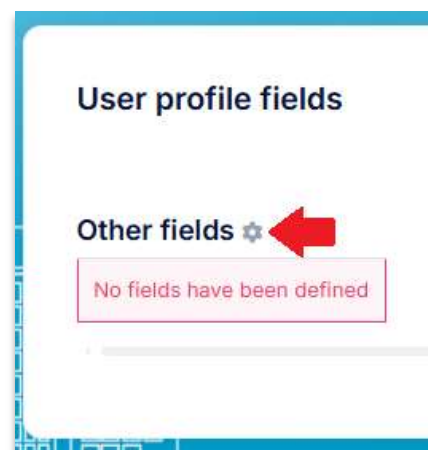 User profile fields
Other fields
No fields have been defined